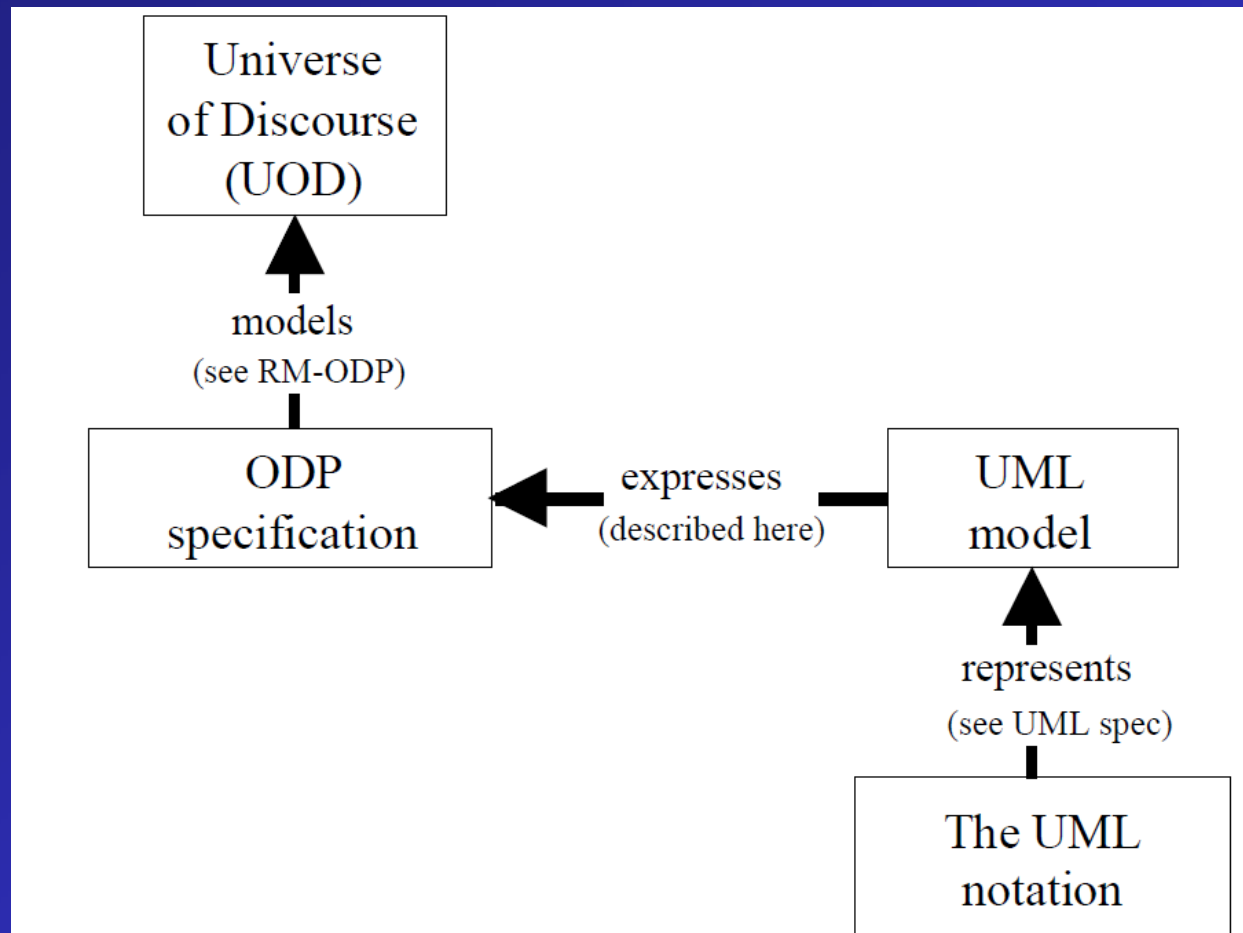 Universe
of Discourse
(UOD)
models
(see RM-ODP)
ODP
specification
expresses
(described here)
UML
model
represents
(see UML spec)
The UML
notation